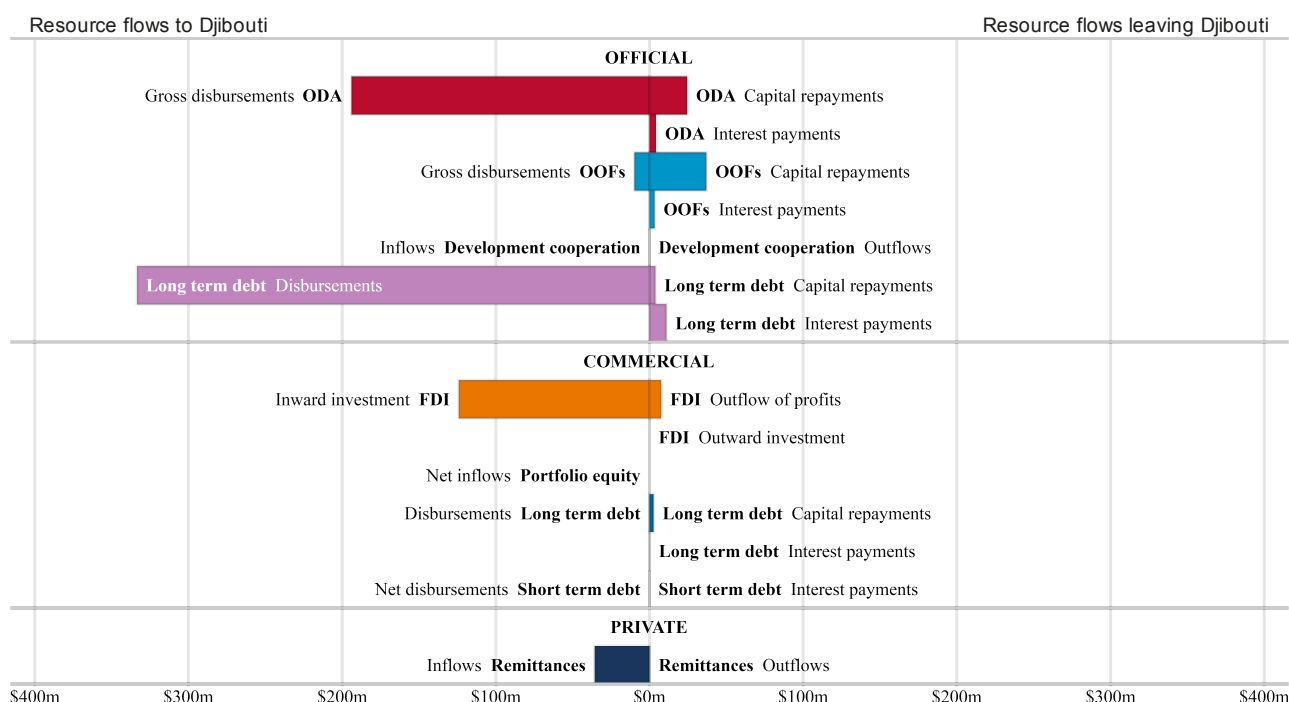 Resource flows to Djibouti Resource flows leaving Djibouti
OFFICIAL
Gross disbursements ODA ODA Capital repayments
ODA Interest payments
Gross disbursements OOFs OOFs Capital repayments
OOFs Interest payments
Inflows Development cooperation Development cooperation Outflows
Long term debt Disbursements Long term debt Capital repayments
Long term debt Interest payments
COMMERCIAL
Inward investment FDI FDI Outflow of profits
FDI Outward investment
Net inflows Portfolio equity
Disbursements Long term debt Long term debt Capital repayments
Long term debt Interest payments
Net disbursements Short term debt Short term debt Interest payments
PRIVATE
Inflows Remittances Remittances Outflows
$400m $300m $200m $100m $0m $100m $200m $300m $400m